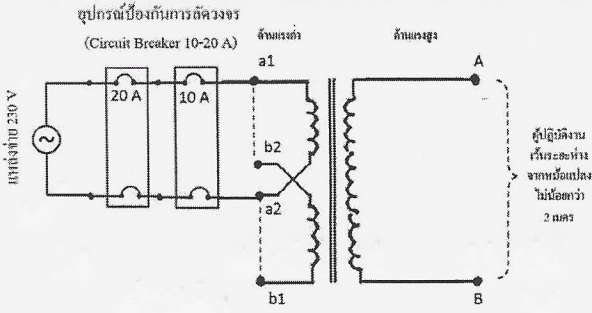 อุปกรณ์ป้องกันการลัดวงจร
(Circuit Breaker 10-20 A)
ด้านแรงต่ำ
ด้านแรงสูง
a1
A
20 A
10 A
แหล่งจ่าย 230 V
b2
a2
ผู้ปฏิบัติงาน
เว้นระยะห่าง
จากหม้อแปลง
ไม่น้อยกว่า
2 เมตร
b1
B